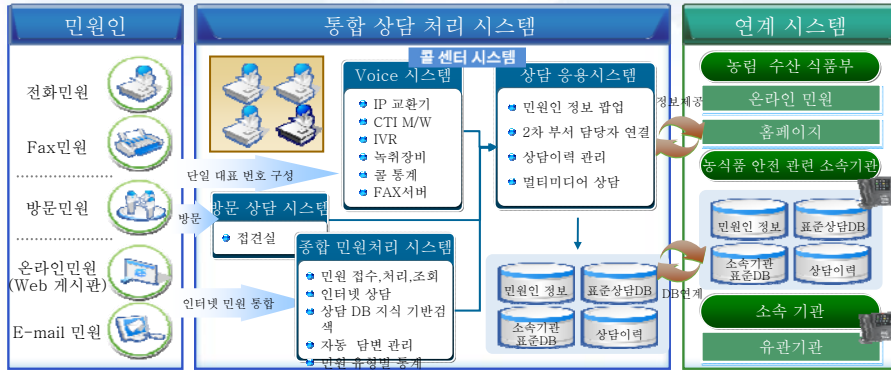 민원인
통합 상담 처리 시스템
연계 시스템
콜 센터 시스템
전화민원
Fax민원
방문민원
온라인민원
(Web 게시판)
E-mail 민원
단일 대표 번호 구성
방문
인터넷 민원 통합
Voice 시스템
IP 교환기
CTI M/W
IVR
녹취장비
콜 통계
FAX서버
방문 상담 시스템
접견실
종합 민원처리 시스템
민원 접수,처리,조회
인터넷 상담
상담 DB 지식 기반검
색
자동 담변 관리
민원 유형별 통계
상담 응용시스템
민원인 정보 팝업
2차 부서 담당자 연결
상담이력 관리
멀티미디어 상담
민원인 정보
표준상담DB
소속기관
표준DB
상담이력
정보제공
DB연계
농림 수산 식품부
온라인 민원
홈페이지
농식품 안전 관련 소속기관
민원인 정보
표준상담DB
소속기관
표준DB
상담이력
소속 기관
유관기관